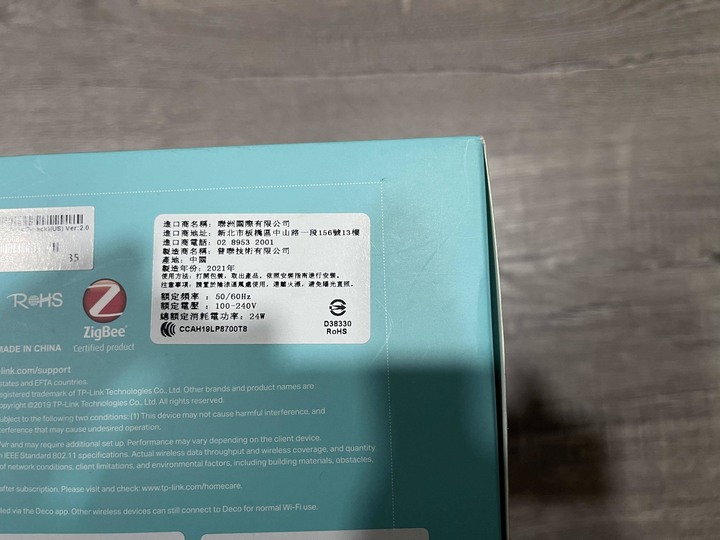 (US) Ver:2.0
進口商名稱: 聯洲國際有限公司
進口商地址: 新北市板橋區中山路一段156號13樓
進口商電話: 02 8953 2001
製造商名稱: 普聯技術有限公司
產地: 中國
製造年份: 2021年
使用方法: 打開包裝，取出產品，依照安裝指南進行安裝。
注意事項: 請置於陰涼通風處使用，遠離火源，請免曝光直照。
額定頻率 : 50/60Hz
額定電壓 : 100-240V
總額定消耗電功率: 24W
CCAH19LP8700T8
D38330
RoHS
RoHS
ZigBee
Certified product
MADE IN CHINA
link.com/support
states and EFTA countries.
registered trademark of TP-Link Technologies Co., Ltd. Other brands and product names are
copyright ©2019 TP-Link Technologies Co., Ltd. All rights reserved.
subject to the following two conditions: (1) This device may not cause harmful interference, and
interference that may cause undesired operation.
and may require additional set up. Performance may vary depending on the client device.
IEEE Standard 802.11 specifications. Actual wireless data throughput and wireless coverage, and quantity
of network conditions, client limitations, and environmental factors, including building materials, obstacles,
after subscription. Please visit and check: www.tp-link.com/homecare.
lled via the Deco app. Other wireless devices can still connect to Deco for normal Wi-Fi use.